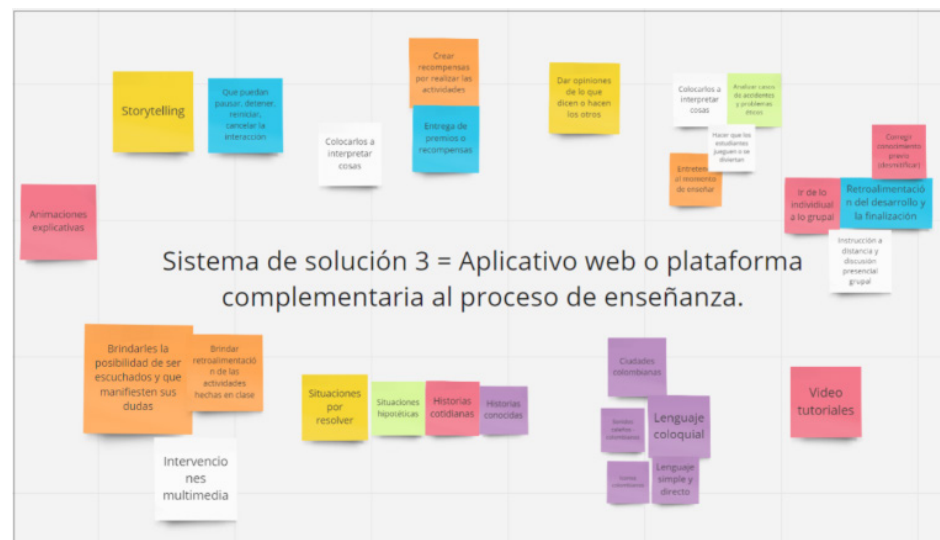 Storytelling
Que puedan
pausar, detener,
reiniciar,
cancelar la
interacción
Colocarlos a
interpretar
cosas
Crear
recompensas
por realizar las
actividades
Entrega de
premios o
recompensas
Dar opiniones
de lo que
dicen o hacen
los otros
Colocarlos a
interpretar
cosas
Analizar casos
de accidentes
y problemas
éticos
Hacer que los
estudiantes
jueguen o se
diviertan
al momento
de enseñar
Corregir
conocimiento
previo
(desmitificar)
Ir de lo
individual
a lo grupal
Retroalimentació
n del desarrollo y
la finalización
Instrucción a
distancia y
discusión
presencial
grupal
Animaciones
explicativas
Sistema de solución 3 = Aplicativo web o plataforma
complementaria al proceso de enseñanza.
Brindarles la
posibilidad de ser
escuchados y que
manifiesten sus
dudas
Brindar
retroalimentació
n de las
actividades
hechas en clase
Intervencio
nes
multimedia
Situaciones
por
resolver
Situaciones
hipotéticas
Historias
cotidianas
Historias
conocidas
Ciudades
colombianas
colombianos
Lenguaje
coloquial
colombianos
Lenguaje
simple y
directo
Video
tutoriales